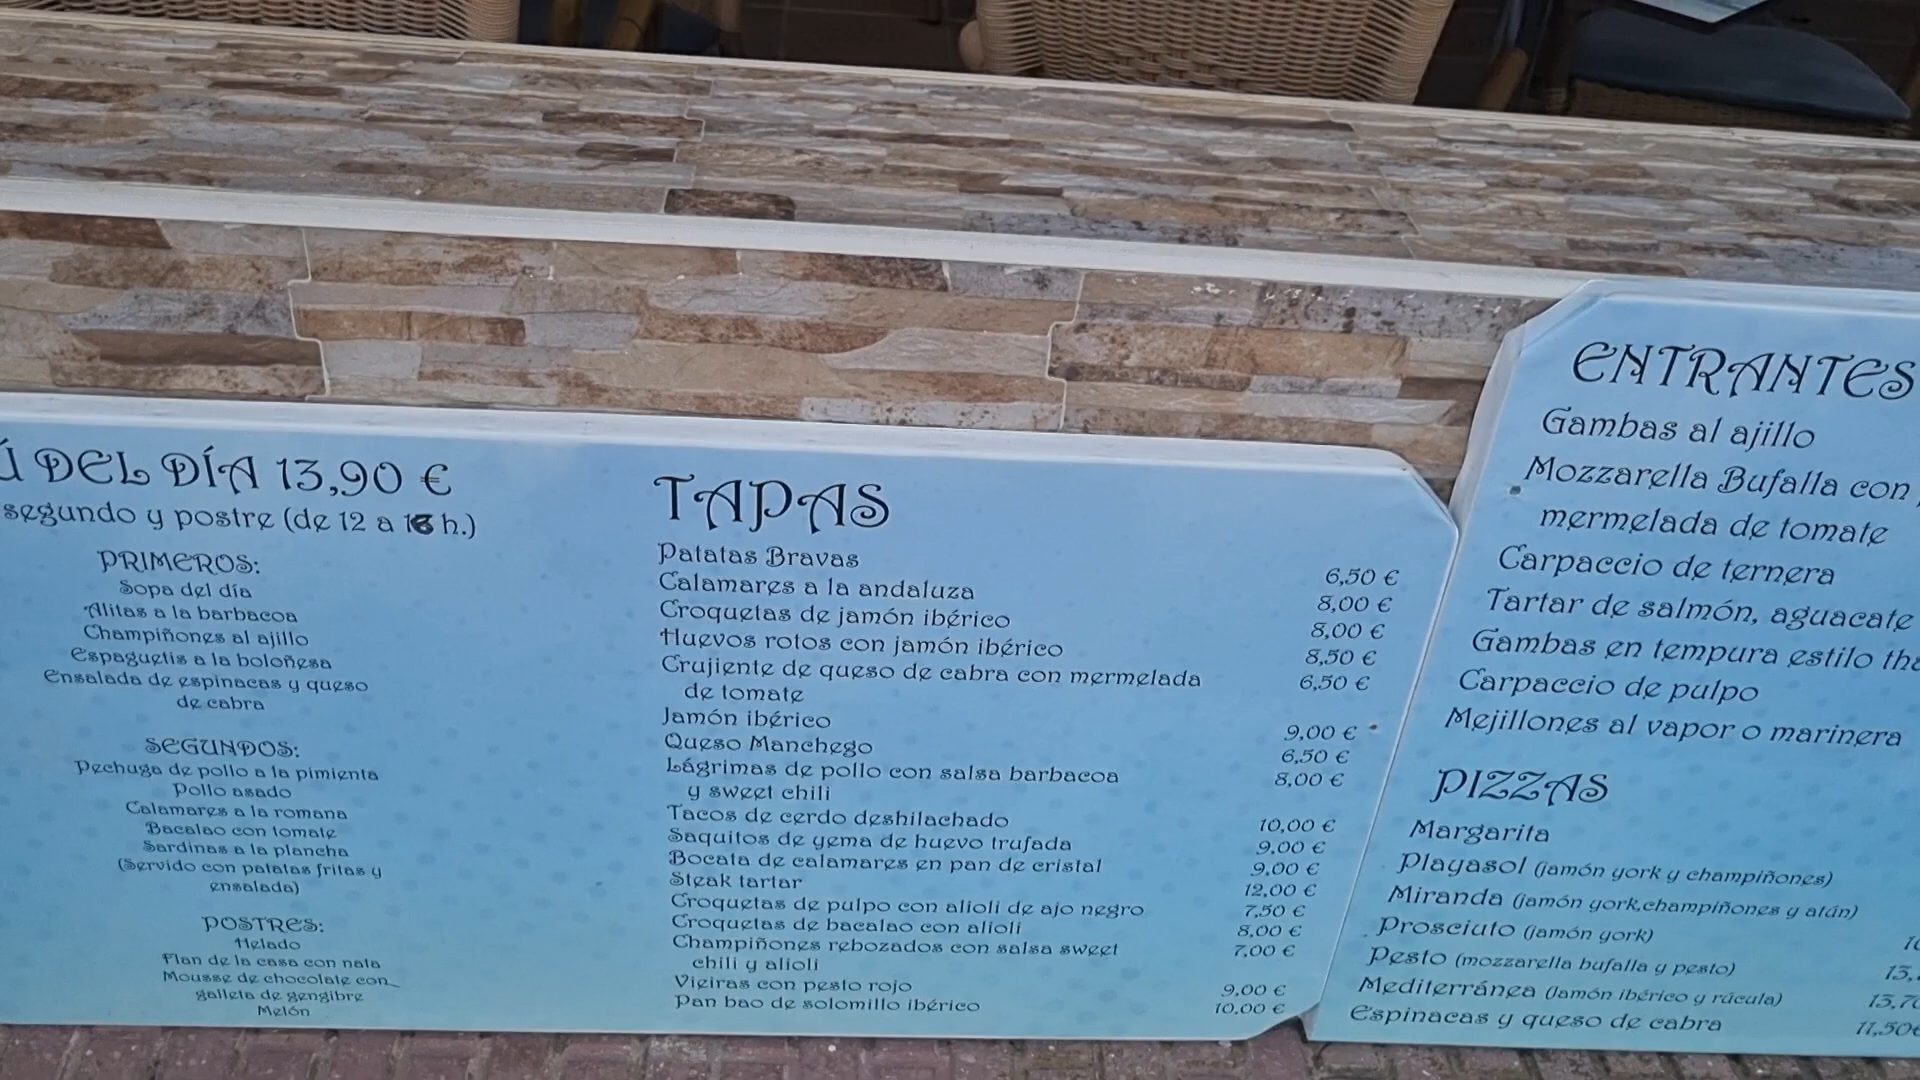 Ú DEL DÍA 13,90 €
segundo y postre (de 12 a 16 h.)
PRIMEROS:
Sopa del día
Alitas a la barbacoa
Champiñones al ajillo
Espaguetis a la boloñesa
Ensalada de espinacas y queso
de cabra
SEGUNDOS:
Pechuga de pollo a la pimienta
Pollo asado
Calamares a la romana
Bacalao con tomate
Sardinas a la plancha
(Servido con patatas fritas y
ensalada)
POSTRES:
Helado
Flan de la casa con nata
Mousse de chocolate con
galleta de gengibre
Melón
TAPAS
Patatas Bravas 6,50 €
Calamares a la andaluza 8,00 €
Croquetas de jamón ibérico 8,00 €
Huevos rotos con jamón ibérico 8,50 €
Crujiente de queso de cabra con mermelada 6,50 €
de tomate
Jamón ibérico 9,00 €
Queso Manchego 6,50 €
Lágrimas de pollo con salsa barbacoa 8,00 €
y sweet chili
Tacos de cerdo deshilachado 10,00 €
Saquitos de yema de huevo trufada 9,00 €
Bocata de calamares en pan de cristal 9,00 €
Steak tartar 12,00 €
Croquetas de pulpo con alioli de ajo negro 7,50 €
Croquetas de bacalao con alioli 8,00 €
Champiñones rebozados con salsa sweet 7,00 €
chili y alioli
Vieiras con pesto rojo 9,00 €
Pan bao de solomillo ibérico 10,00 €
ENTRANTES
Gambas al ajillo
Mozzarella Bufalla con
mermelada de tomate
Carpaccio de ternera
Tartar de salmón, aguacate
Gambas en tempura estilo
Carpaccio de pulpo
Mejillones al vapor o marinera
PIZZAS
Margarita
Playasol (jamón york y champiñones)
Miranda (jamón york,champiñones y atún)
Prosciuto (jamón york)
Pesto (mozzarella bufalla y pesto)
Mediterránea (Jamón ibérico y rúcula) 13,70
Espinacas y queso de cabra 11,50€